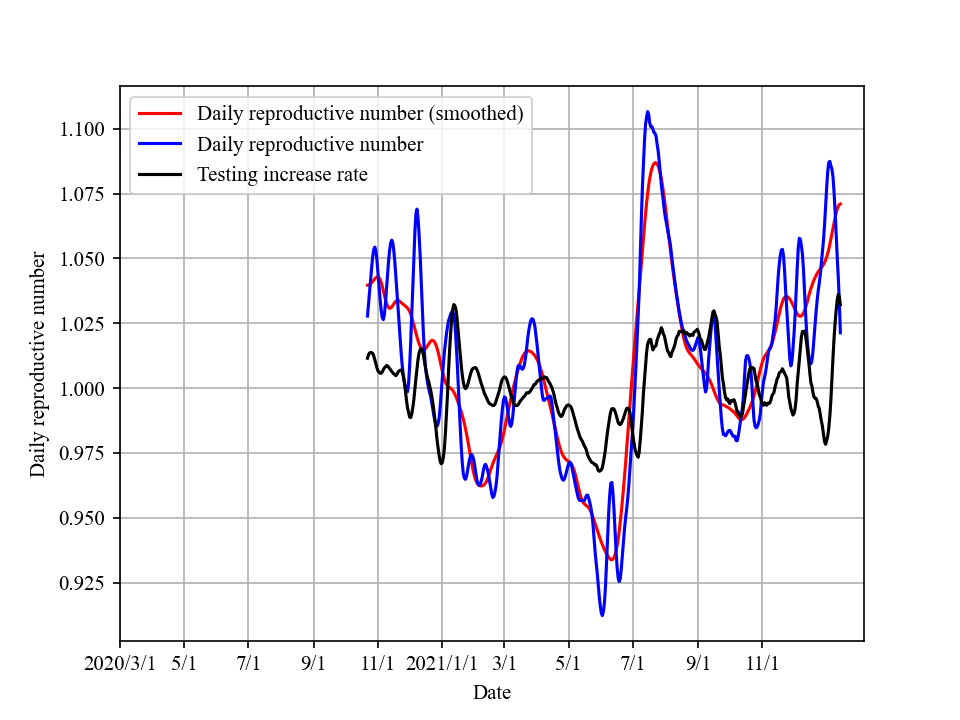 Daily reproductive number (smoothed)
Daily reproductive number
Testing increase rate
Daily reproductive number
1.100
1.075
1.050
1.025
1.000
0.975
0.950
0.925
2020/3/1 5/1 7/1 9/1 11/1 2021/1/1 3/1 5/1 7/1 9/1 11/1
Date